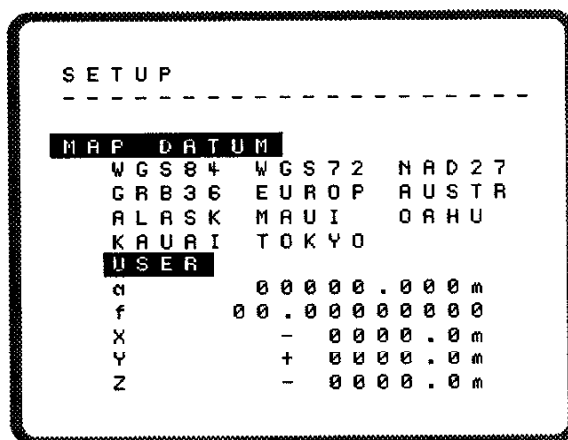 SETUP
- - - - - - - - - - - - - - - - - - - -
MAP DATUM
WGS84 WGS72 NAD27
GRB36 EUROP AUSTR
ALASK MAUI OAHU
KAUAI TOKYO
USER
a 00000.000m
f 00.00000000
X - 0000.0m
Y + 0000.0m
Z - 0000.0m